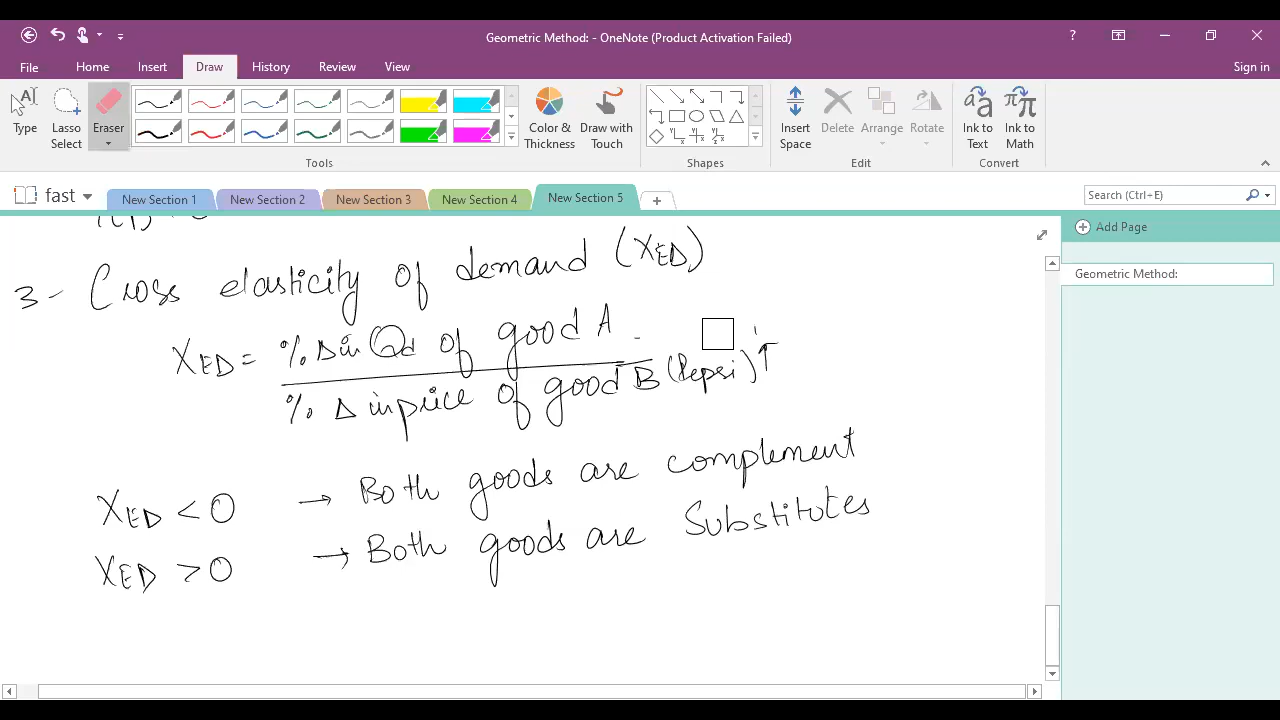 Geometric Method: - OneNote (Product Activation Failed)
?
File Home Insert Draw History Review View Sign in
Type Lasso Select Eraser Color & Thickness Draw with Touch Insert Space Delete Arrange Rotate Ink to Text Ink to Math
Tools Shapes Edit Convert
fast New Section 1 New Section 2 New Section 3 New Section 4 New Section 5 Search (Ctrl+E)
Add Page
Geometric Method:
3 - Cross elasticity of demand (XED)
XED = % Δ in Qd of good A
% Δ in price of good B (Pepsi) ↑
XED < 0 → Both goods are complement
XED > 0 → Both goods are Substitutes